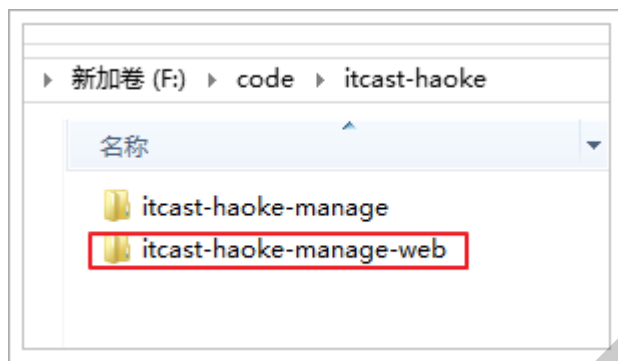 新加卷 (F:) ▸ code ▸ itcast-haoke
名称
itcast-haoke-manage
itcast-haoke-manage-web